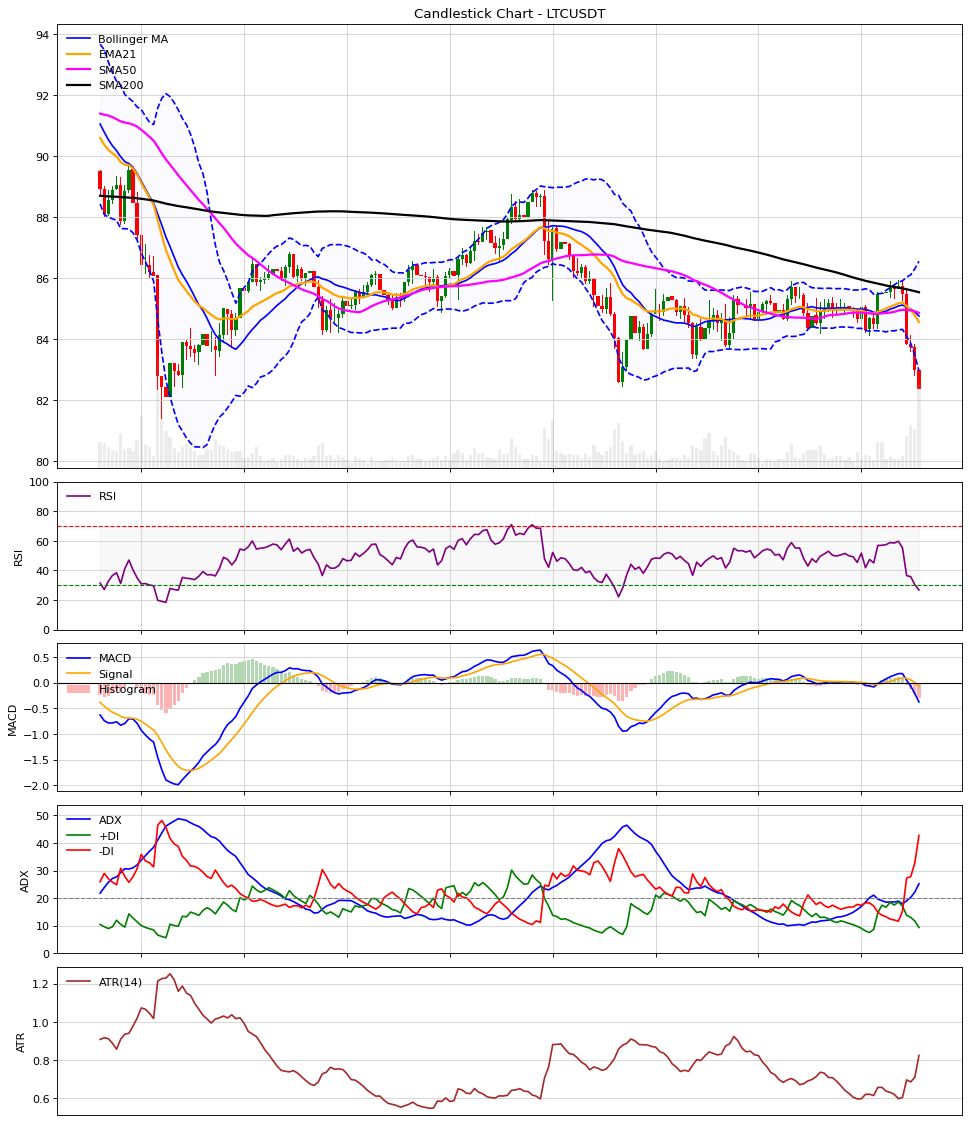 Candlestick Chart - LTCUSDT
94
92
90
88
86
84
82
80
Bollinger MA
EMA21
SMA50
SMA200
100
80
60
40
20
0
RSI
RSI
0.5
0.0
−0.5
−1.0
−1.5
−2.0
MACD
MACD
Signal
Histogram
50
40
30
20
10
0
ADX
ADX
+DI
-DI
1.2
1.0
0.8
0.6
ATR
ATR(14)